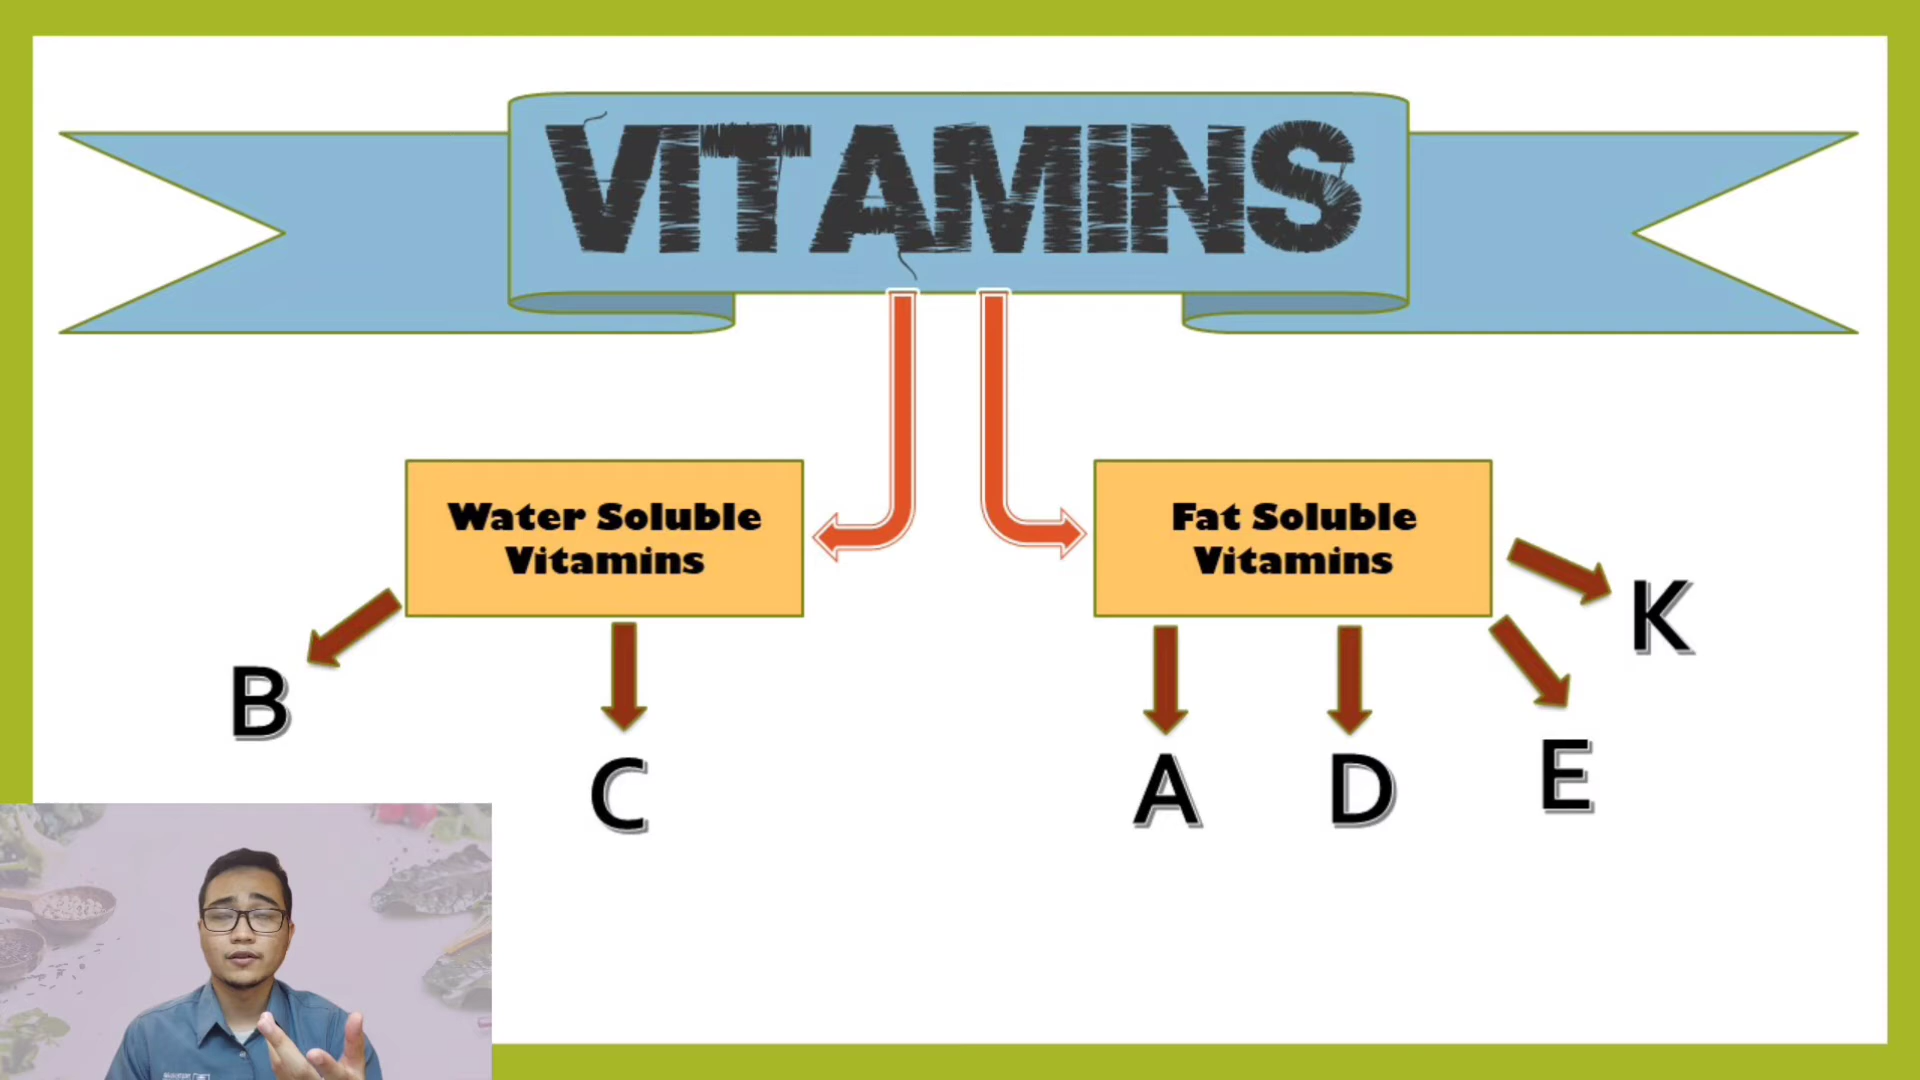 VITAMINS
Water Soluble
Vitamins
Fat Soluble
Vitamins
B
C
A
D
E
K